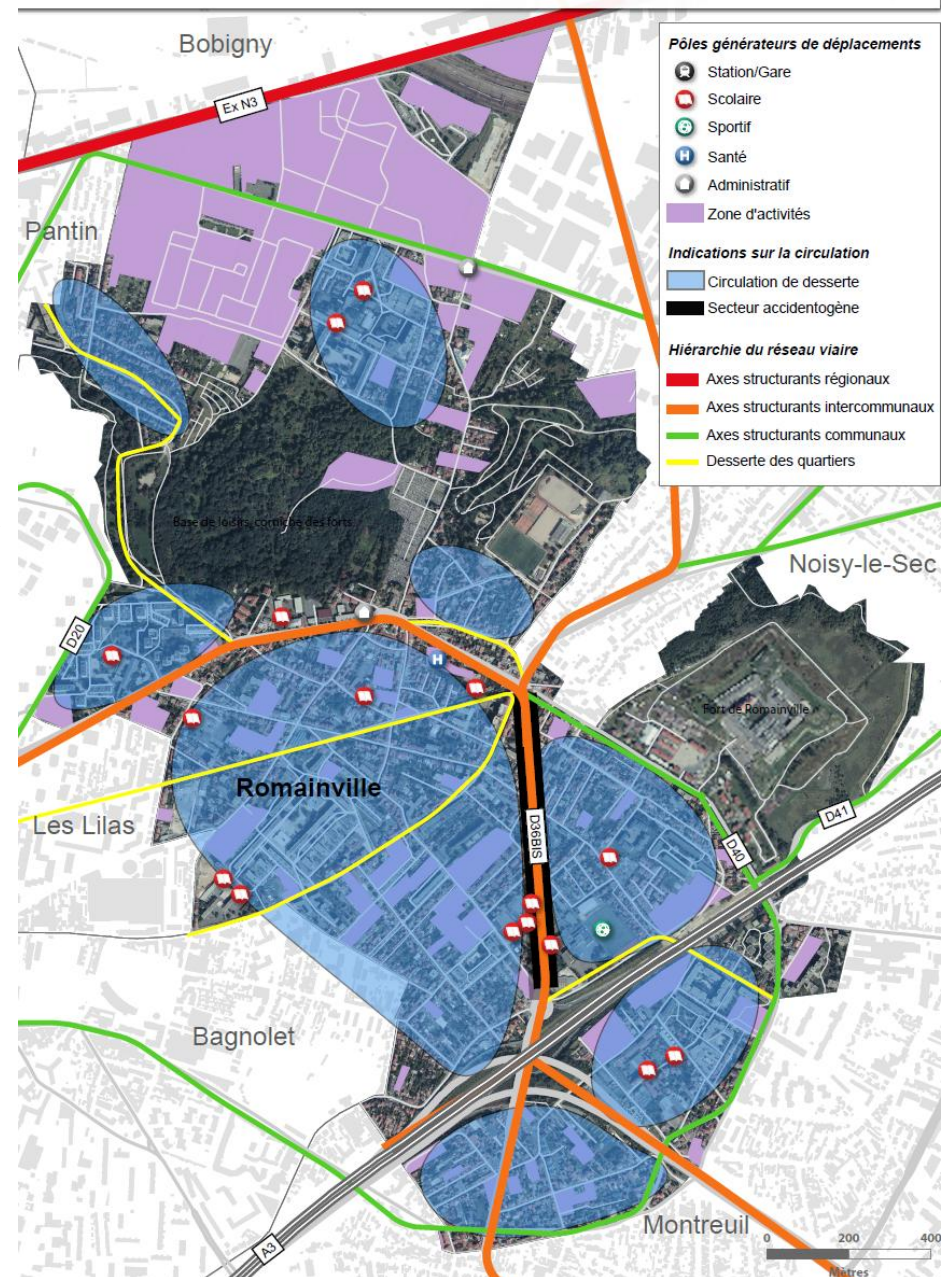 Bobigny
Ex N3
Pôles générateurs de déplacements
Station/Gare
Scolaire
Sportif
H Santé
Administratif
Zone d'activités
Indications sur la circulation
Circulation de desserte
Secteur accidentogène
Hiérarchie du réseau viaire
Axes structurants régionaux
Axes structurants intercommunaux
Axes structurants communaux
Desserte des quartiers
Pantin
Base de loisirs, corniche des forts
Noisy-le-Sec
D20
H
Fort de Romainville
Romainville
Les Lilas
D36BIS
D41
D40
Bagnolet
Montreuil
A3
0 200 400
Mètres